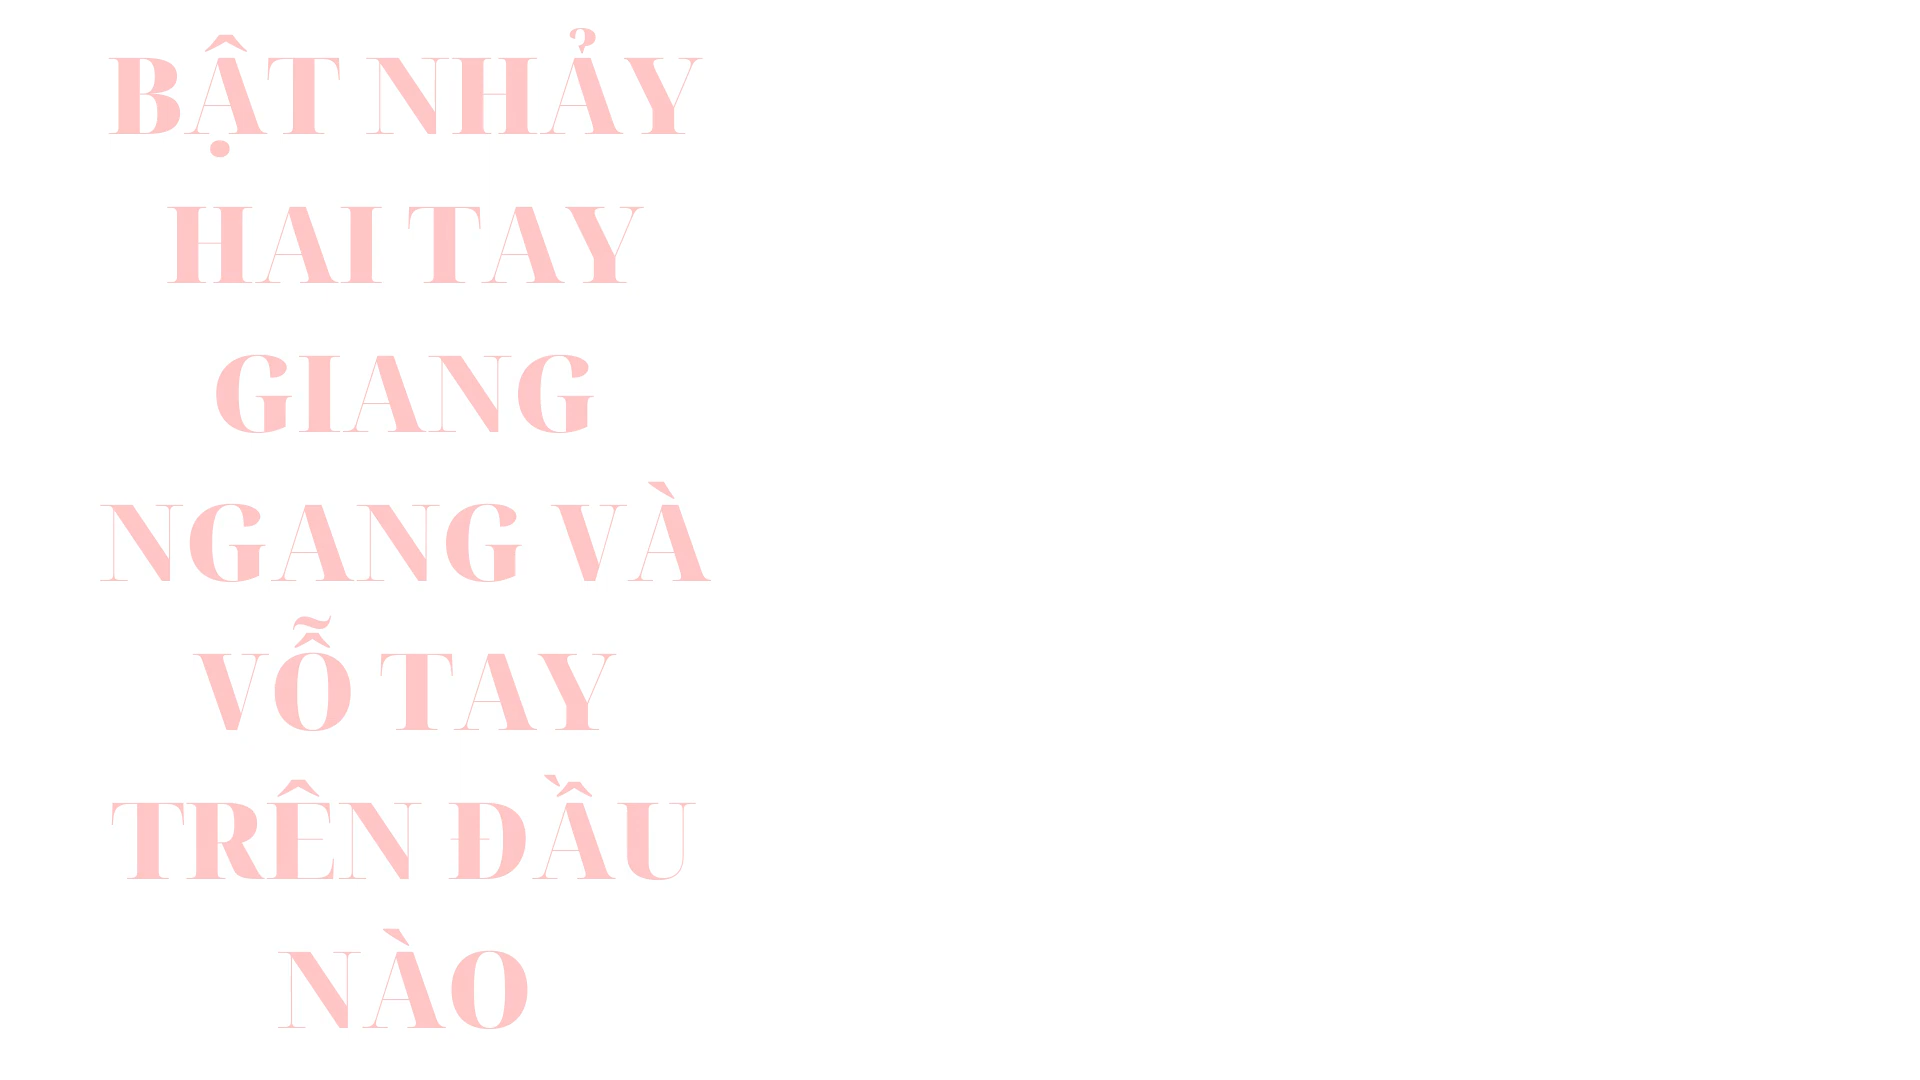 BẬT NHẢY
HAI TAY
GIANG
NGANG VÀ
VỖ TAY
TRÊN ĐẦU
NÀO